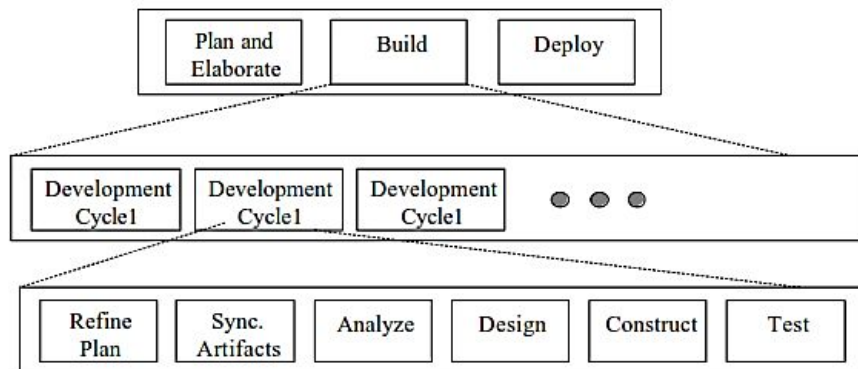 Plan and
Elaborate
Build
Deploy
Development
Cycle1
Development
Cycle1
Development
Cycle1
Refine
Plan
Sync.
Artifacts
Analyze
Design
Construct
Test